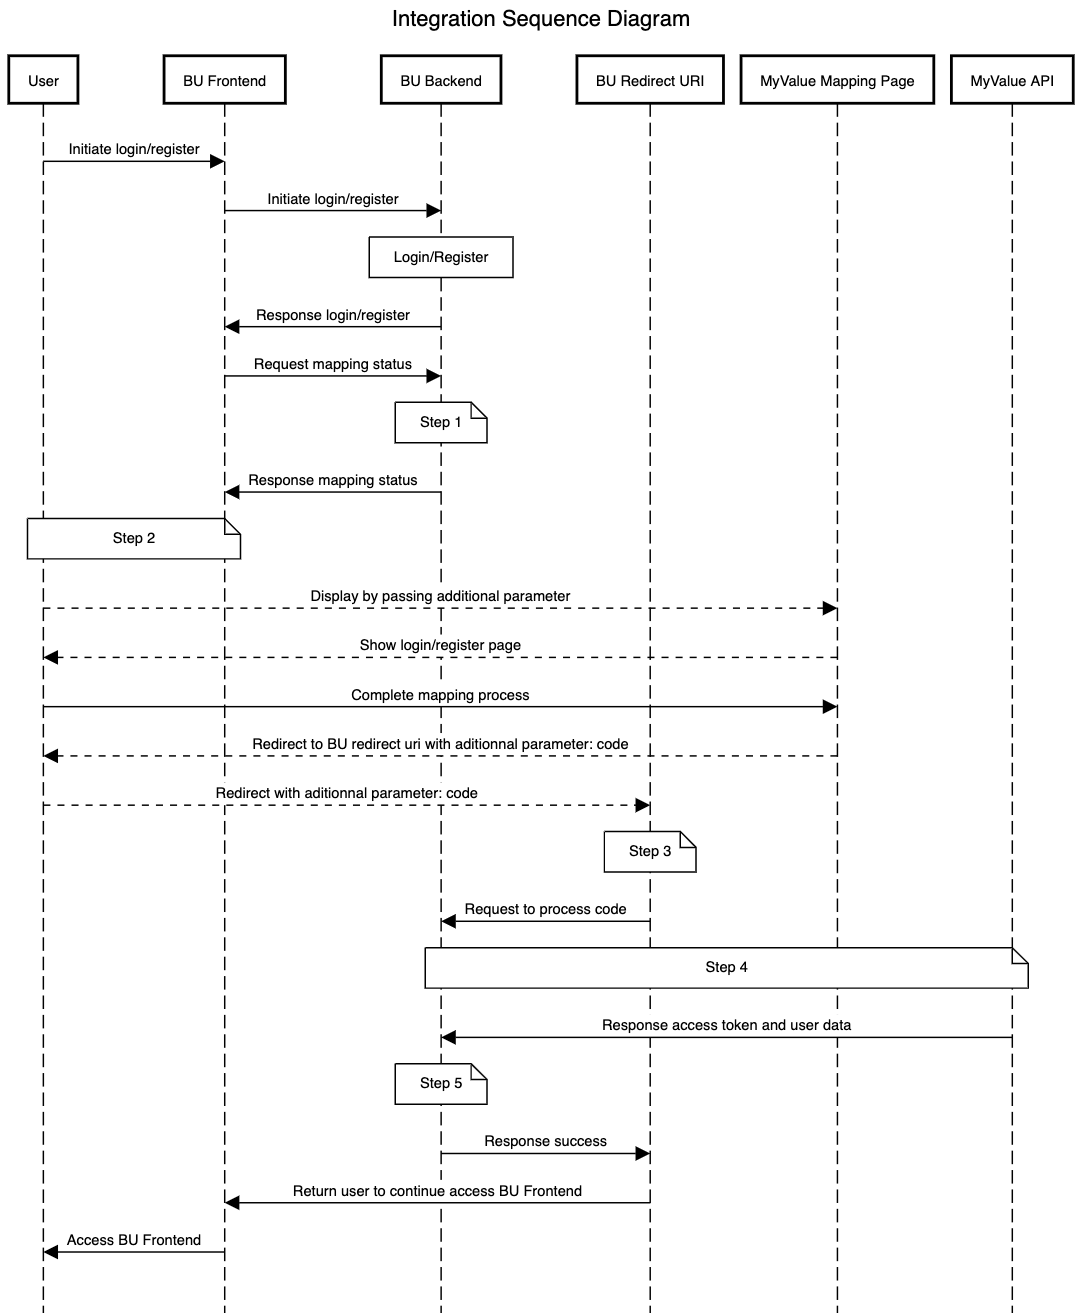 Integration Sequence Diagram
User
BU Frontend
BU Backend
BU Redirect URI
MyValue Mapping Page
MyValue API
Initiate login/register
Initiate login/register
Login/Register
Response login/register
Request mapping status
Step 1
Response mapping status
Step 2
Display by passing additional parameter
Show login/register page
Complete mapping process
Redirect to BU redirect uri with aditionnal parameter: code
Redirect with aditionnal parameter: code
Step 3
Request to process code
Step 4
Response access token and user data
Step 5
Response success
Return user to continue access BU Frontend
Access BU Frontend